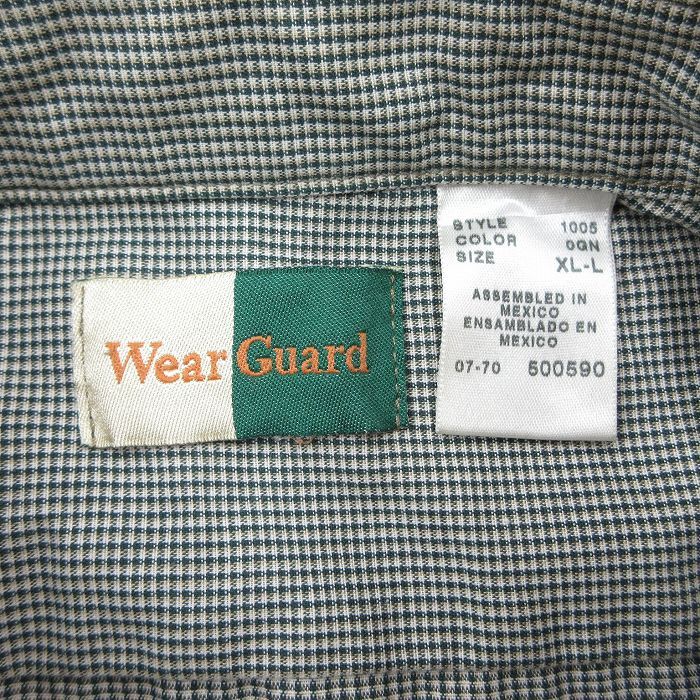 Wear Guard
STYLE 1005
COLOR 0GN
SIZE XL-L
ASSEMBLED IN
MEXICO
ENSAMBLADO EN
MEXICO
07-70 500590